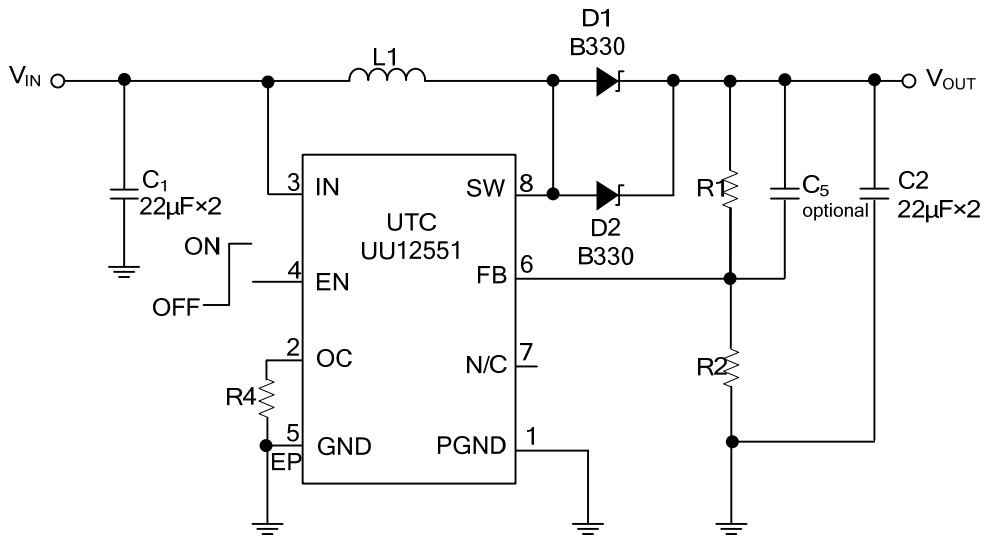 D1
B330
L1
VIN
VOUT
C1
22µF×2
3
IN
SW
8
R1
C5
optional
C2
22µF×2
UTC
UU12551
D2
B330
ON
OFF
4
EN
FB
6
2
OC
N/C
7
R2
R4
5
GND
EP
PGND
1